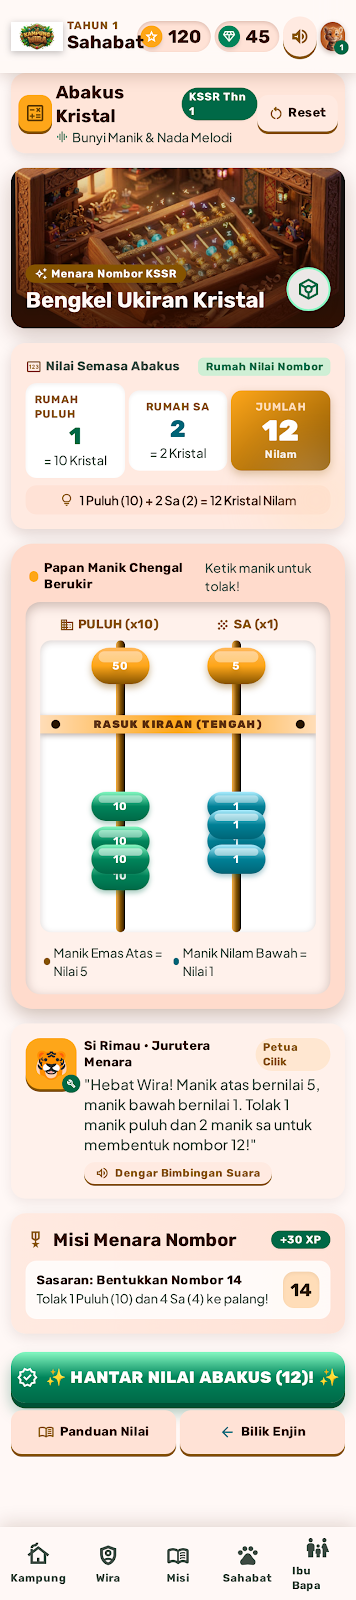 KAMPUNG
WIRA
TAHUN 1
Sahabat
120
45
1
Abakus
Kristal
KSSR Thn
1
Reset
Bunyi Manik & Nada Melodi
Menara Nombor KSSR
Bengkel Ukiran Kristal
Nilai Semasa Abakus
Rumah Nilai Nombor
RUMAH
PULUH
1
= 10 Kristal
RUMAH SA
2
= 2 Kristal
JUMLAH
12
Nilam
1 Puluh (10) + 2 Sa (2) = 12 Kristal Nilam
Papan Manik Chengal
Berukir
Ketik manik untuk
tolak!
PULUH (x10)
SA (x1)
50
5
RASUK KIRAAN (TENGAH)
10
1
1
10
1
10
1
10
Manik Emas Atas =
Nilai 5
Manik Nilam Bawah =
Nilai 1
Si Rimau • Jurutera
Menara
Petua
Cilik
"Hebat Wira! Manik atas bernilai 5,
manik bawah bernilai 1. Tolak 1
manik puluh dan 2 manik sa untuk
membentuk nombor 12!"
Dengar Bimbingan Suara
Misi Menara Nombor
+30 XP
Sasaran: Bentukkan Nombor 14
Tolak 1 Puluh (10) dan 4 Sa (4) ke palang!
14
✨ HANTAR NILAI ABAKUS (12)! ✨
Panduan Nilai
Bilik Enjin
Kampung
Wira
Misi
Sahabat
Ibu
Bapa